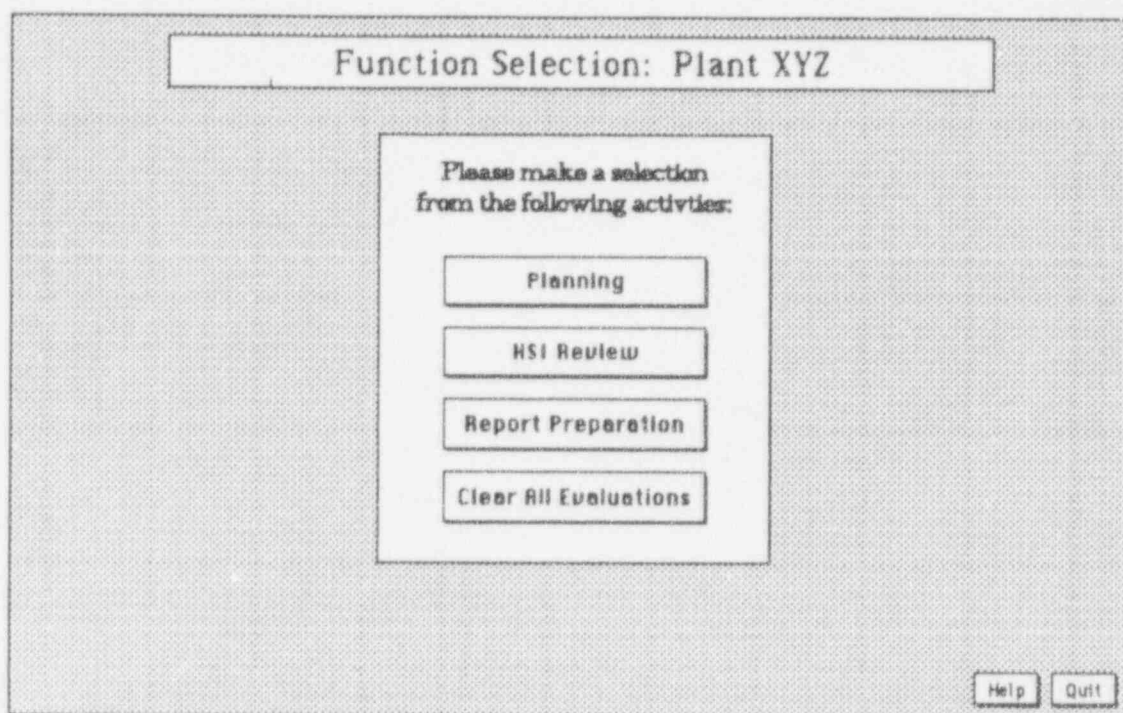 Function Selection: Plant XYZ
Please make a selection
from the following activties:
Planning
HSI Review
Report Preparation
Clear All Evaluations
Help
Quit